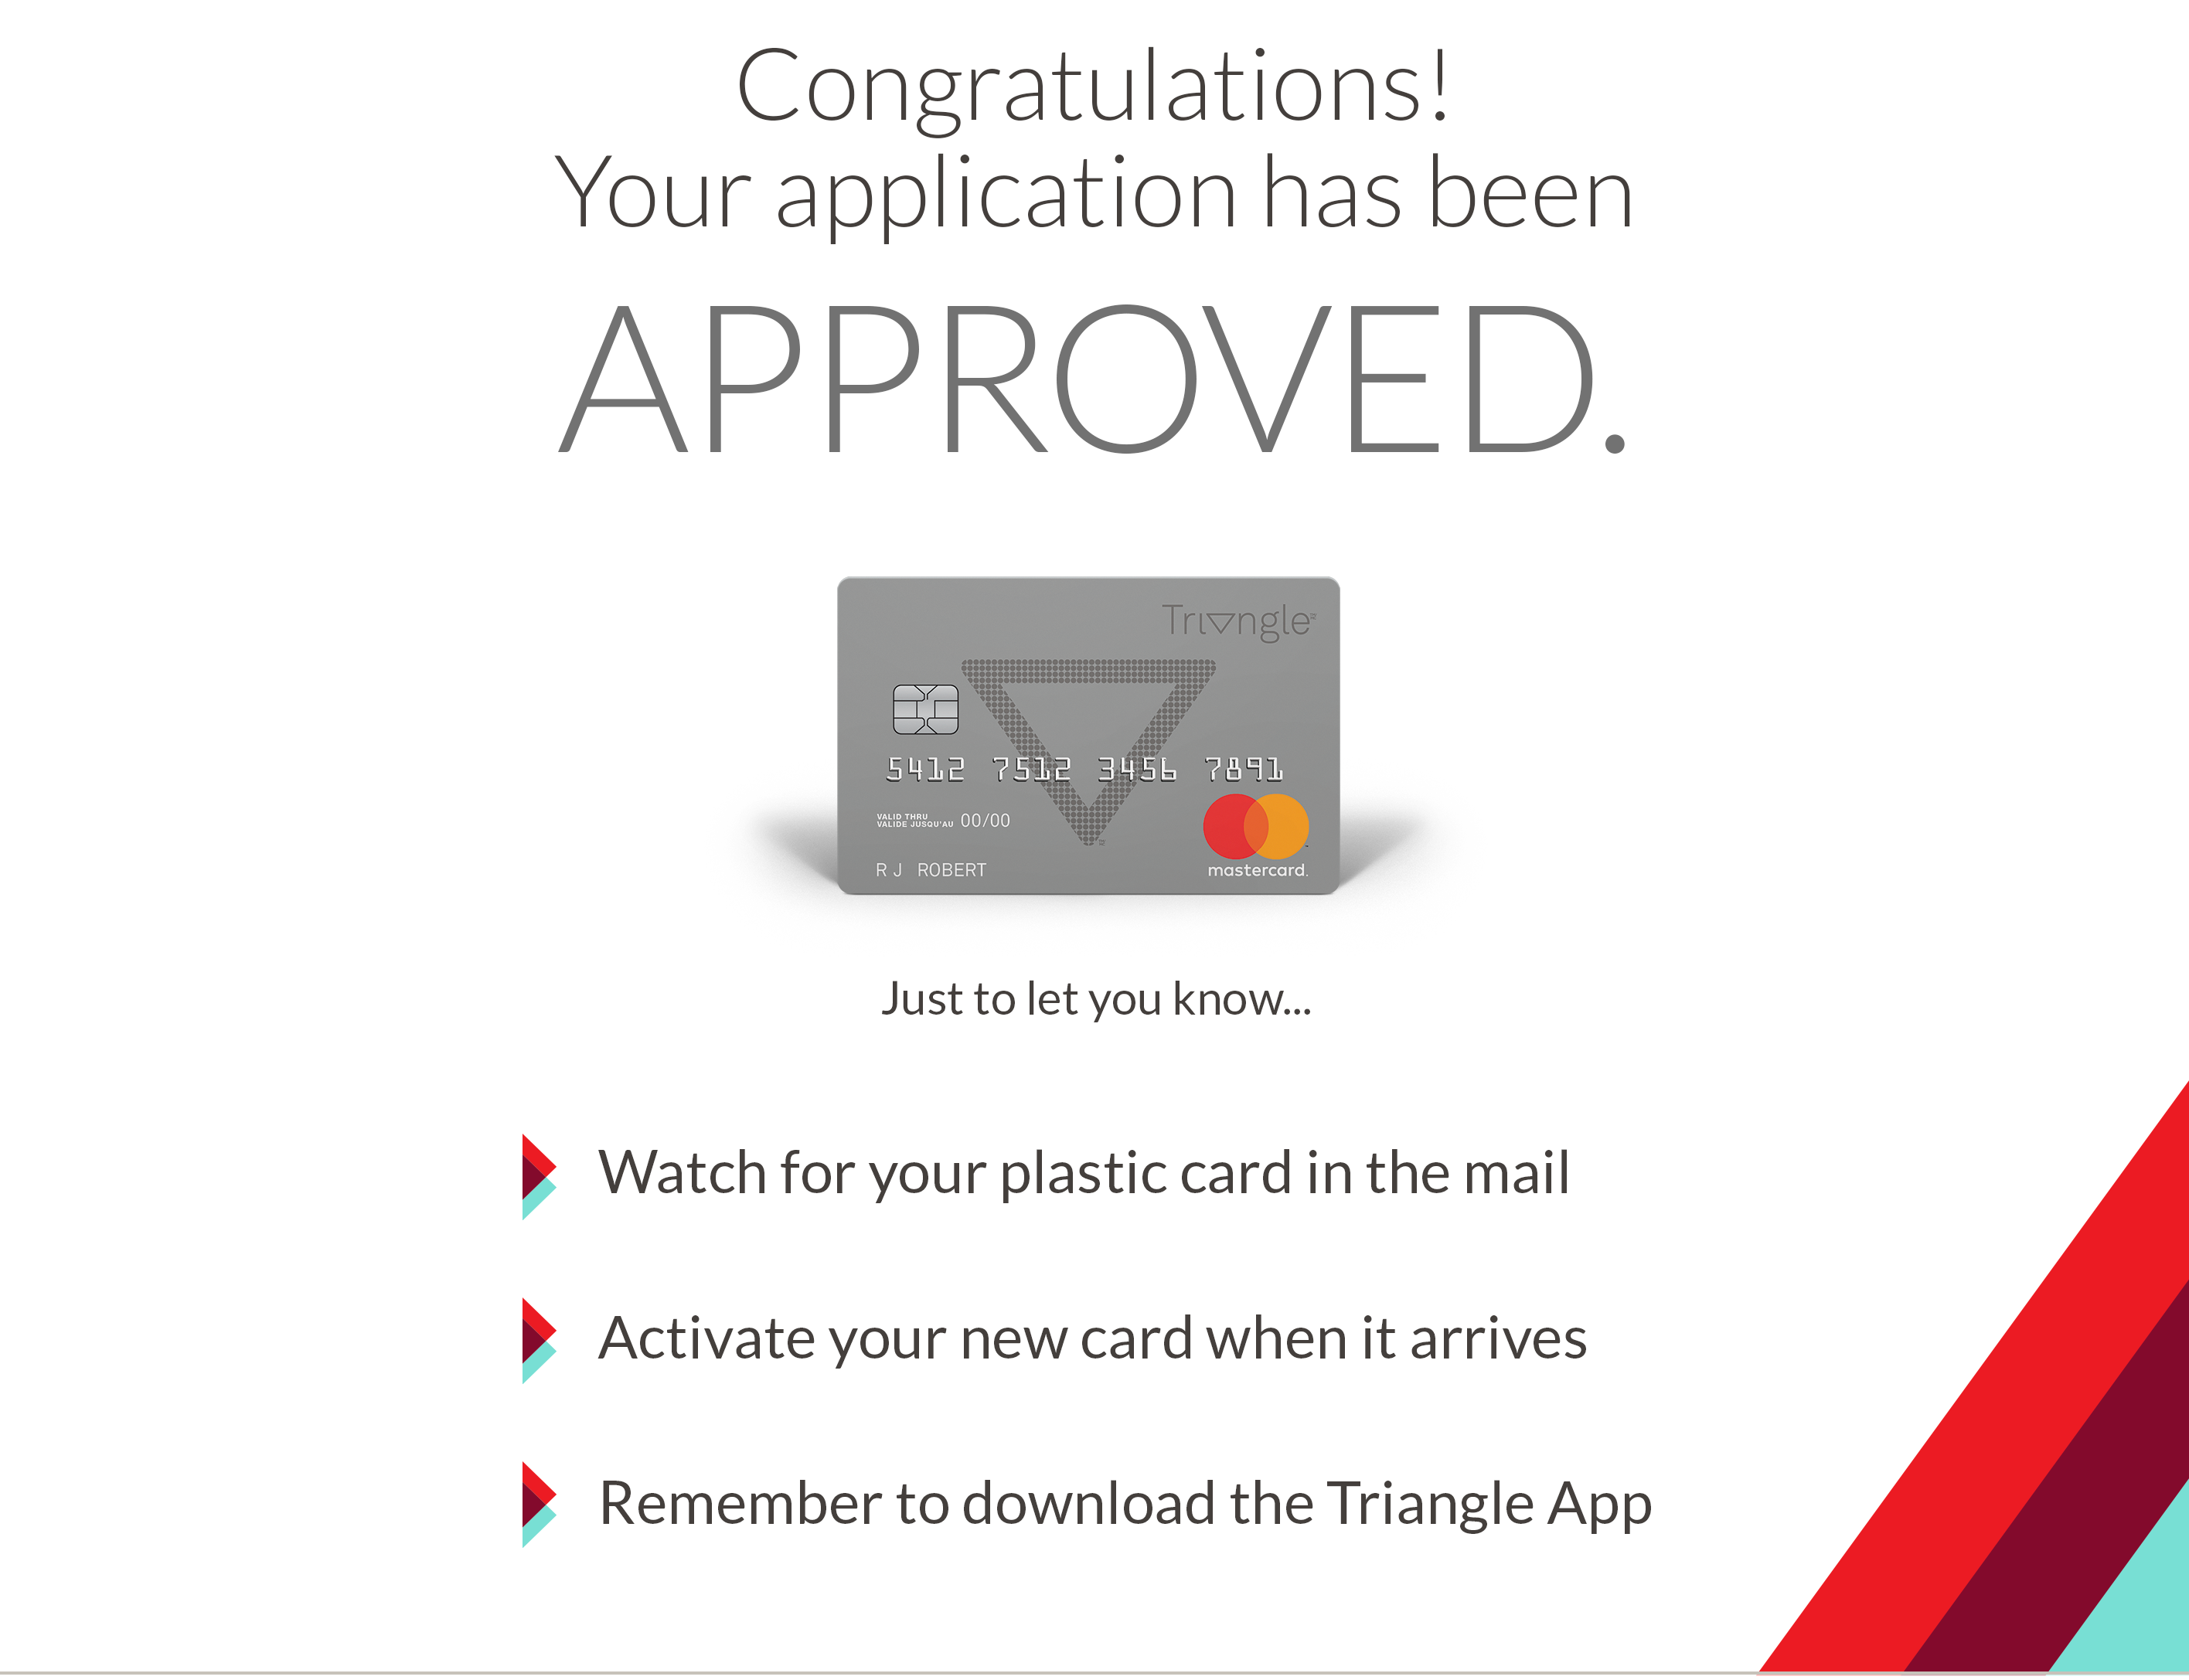 Congratulations!
Your application has been
APPROVED.
Triangle
5412 7512 3456 7891
VALID THRU
VALIDE JUSQU'AU 00/00
R J ROBERT
mastercard.
Just to let you know...
Watch for your plastic card in the mail
Activate your new card when it arrives
Remember to download the Triangle App